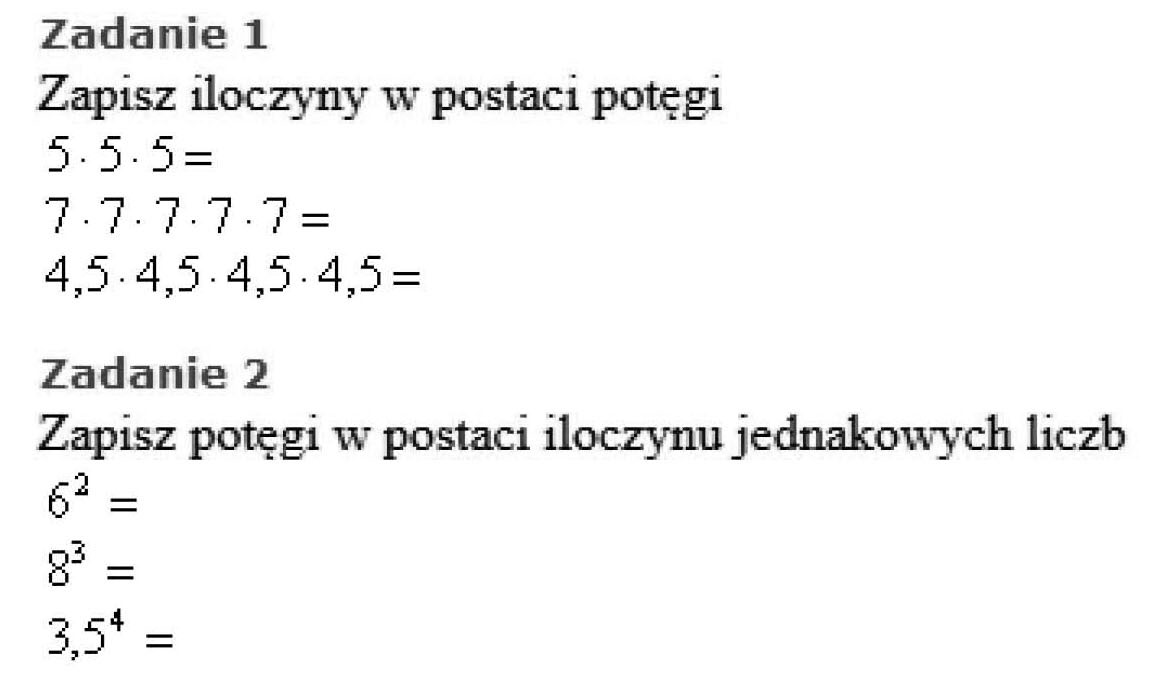 Zadanie 1
Zapisz iloczyny w postaci potęgi
5·5·5=
7·7·7·7·7=
4,5·4,5·4,5·4,5=
Zadanie 2
Zapisz potęgi w postaci iloczynu jednakowych liczb
6² =
8³ =
3,5⁴ =